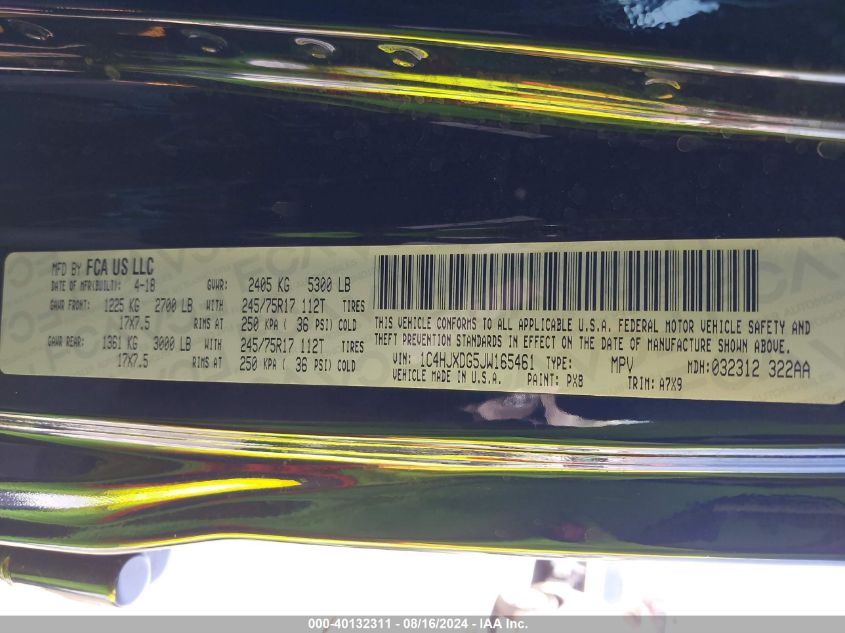 MFD BY FCA US LLC
DATE OF MFR(BUILT): 4-18 GVWR: 2405 KG 5300 LB
GAWR FRONT: 1225 KG 2700 LB WITH 245/75R17 112T TIRES
17X7.5 RIMS AT 250 KPA ( 36 PSI) COLD
GAWR REAR: 1361 KG 3000 LB WITH 245/75R17 112T TIRES
17X7.5 RIMS AT 250 KPA ( 36 PSI) COLD
THIS VEHICLE CONFORMS TO ALL APPLICABLE U.S.A. FEDERAL MOTOR VEHICLE SAFETY AND
THEFT PREVENTION STANDARDS IN EFFECT ON THE DATE OF MANUFACTURE SHOWN ABOVE.
VIN: 1C4HJXDG5JW165461 TYPE: MPV MDH: 032312 322AA
VEHICLE MADE IN U.S.A. PAINT: PX8 TRIM: A7X9
000-40132311 - 08/16/2024 - IAA Inc.